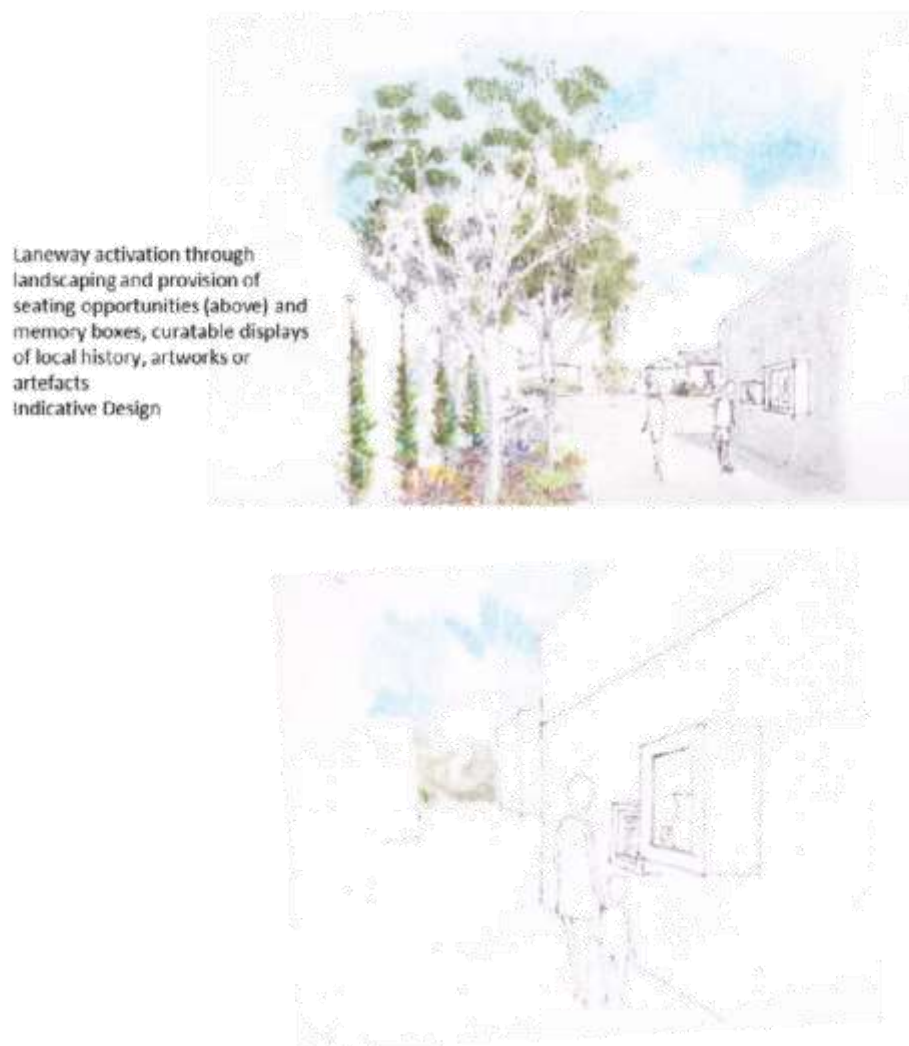 Laneway activation through
landscaping and provision of
seating opportunities (above) and
memory boxes, curatable displays
of local history, artworks or
artefacts
Indicative Design